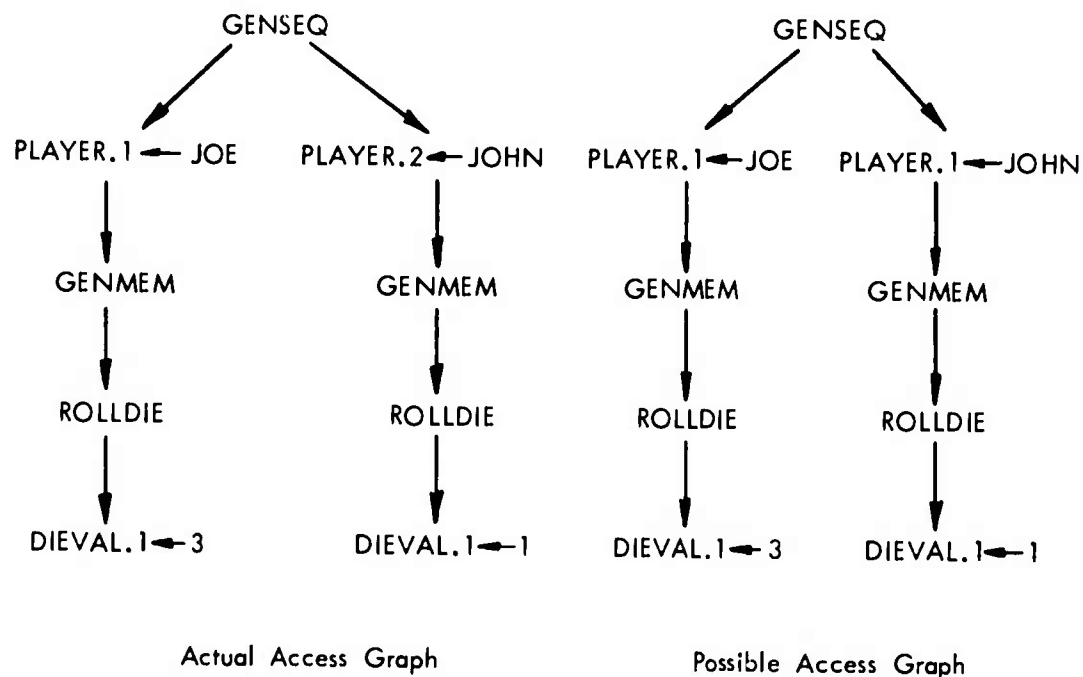 GENSEQ GENSEQ
PLAYER.1 ← JOE PLAYER.2 ← JOHN PLAYER.1 ← JOE PLAYER.1 ← JOHN
GENMEM GENMEM GENMEM GENMEM
ROLLDIE ROLLDIE ROLLDIE ROLLDIE
DIEVAL.1 ← 3 DIEVAL.1 ← 1 DIEVAL.1 ← 3 DIEVAL.1 ← 1
Actual Access Graph Possible Access Graph